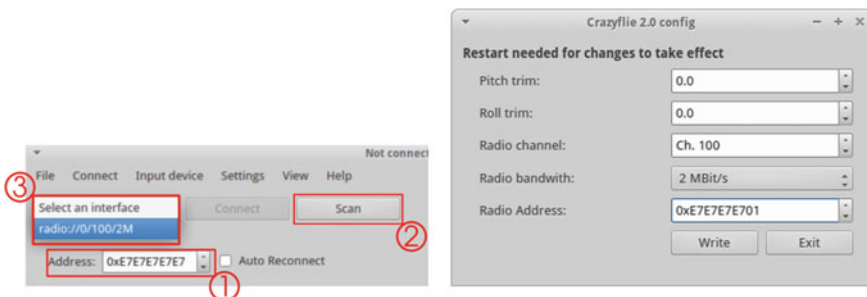 Not connect
File Connect Input device Settings View Help
③
Select an interface
Connect
Scan
radio://0/100/2M
②
Address: 0xE7E7E7E7E7
Auto Reconnect
①
Crazyflie 2.0 config
Restart needed for changes to take effect
Pitch trim: 0.0
Roll trim: 0.0
Radio channel: Ch. 100
Radio bandwith: 2 MBit/s
Radio Address: 0xE7E7E7E701
Write Exit